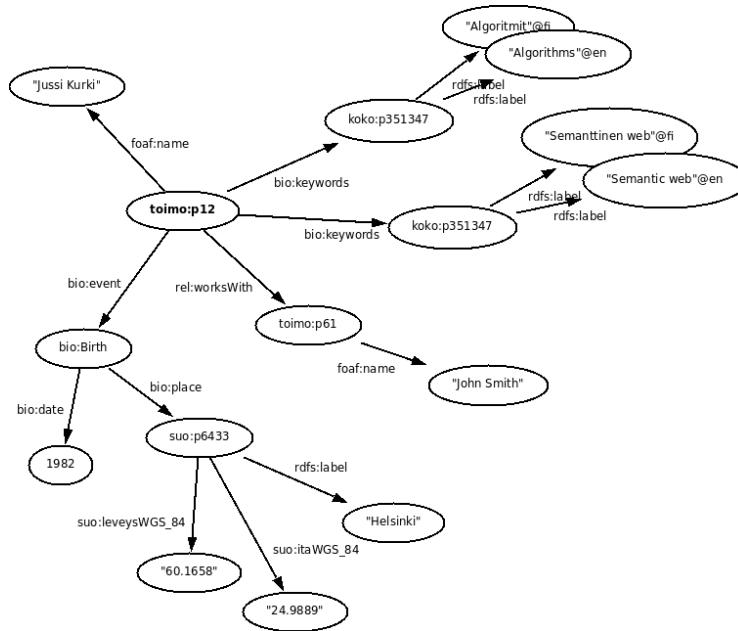 "Algoritmit"@fi
"Algorithms"@en
"Jussi Kurki"
rdfs:label
rdfs:label
koko:p351347
"Semanttinen web"@fi
foaf:name
"Semantic web"@en
bio:keywords
rdfs:label
toimo:p12
rdfs:label
koko:p351347
bio:keywords
bio:event
rel:worksWith
toimo:p61
bio:Birth
foaf:name
bio:place
"John Smith"
bio:date
suo:p6433
1982
rdfs:label
suo:leveysWGS_84
"Helsinki"
suo:itaWGS_84
"60.1658"
"24.9889"